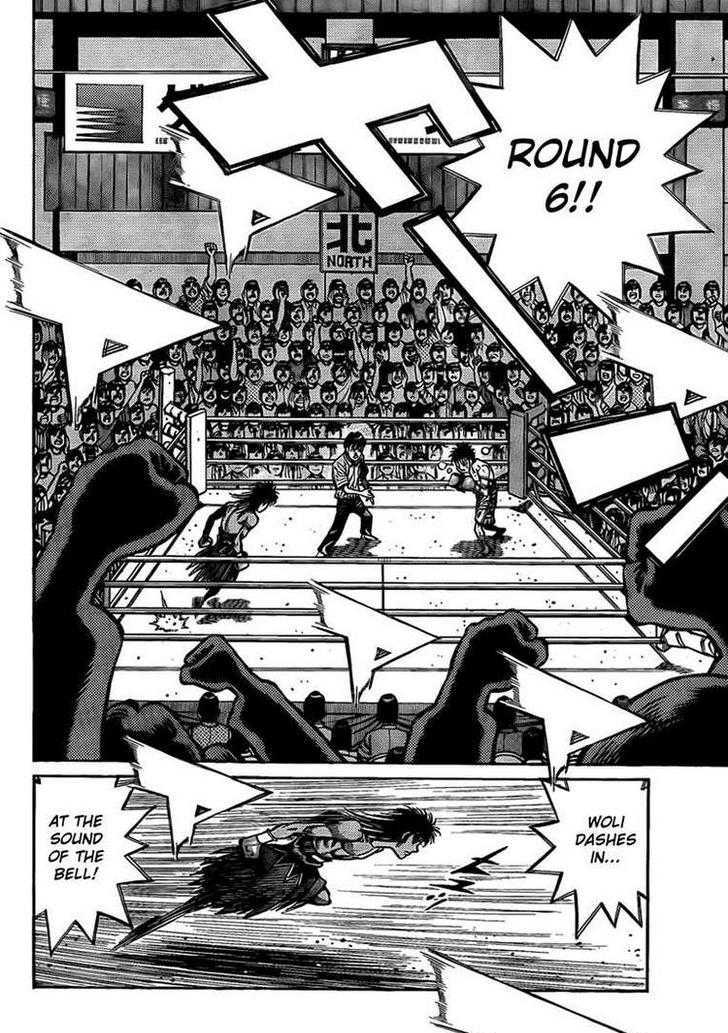 ROUND
6!!
北
NORTH
WOLI
DASHES
IN...
AT THE
SOUND
OF THE
BELL!